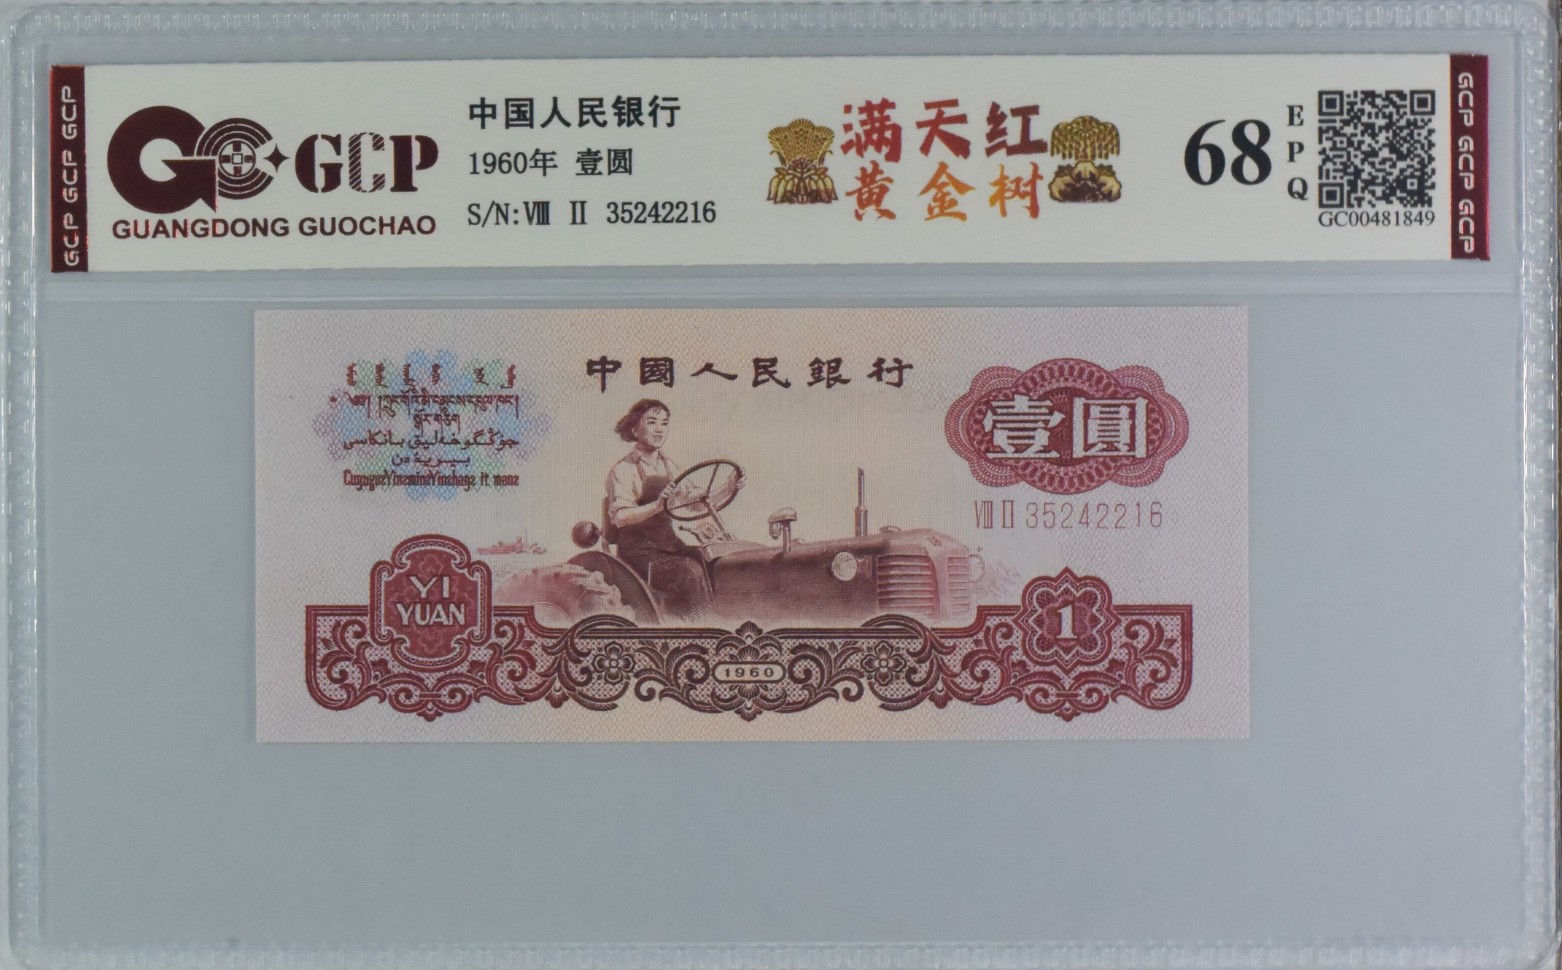 GCP GCP GCP
GCP
GUANGDONG GUOCHAO
中国人民银行
1960年 壹圆
S/N:Ⅷ Ⅱ 35242216
满天红
黄金树
68
EPQ
GC00481849
GCP GCP GCP
中國人民銀行
壹圓
Ⅷ Ⅱ 35242216
YI
YUAN
1
1960